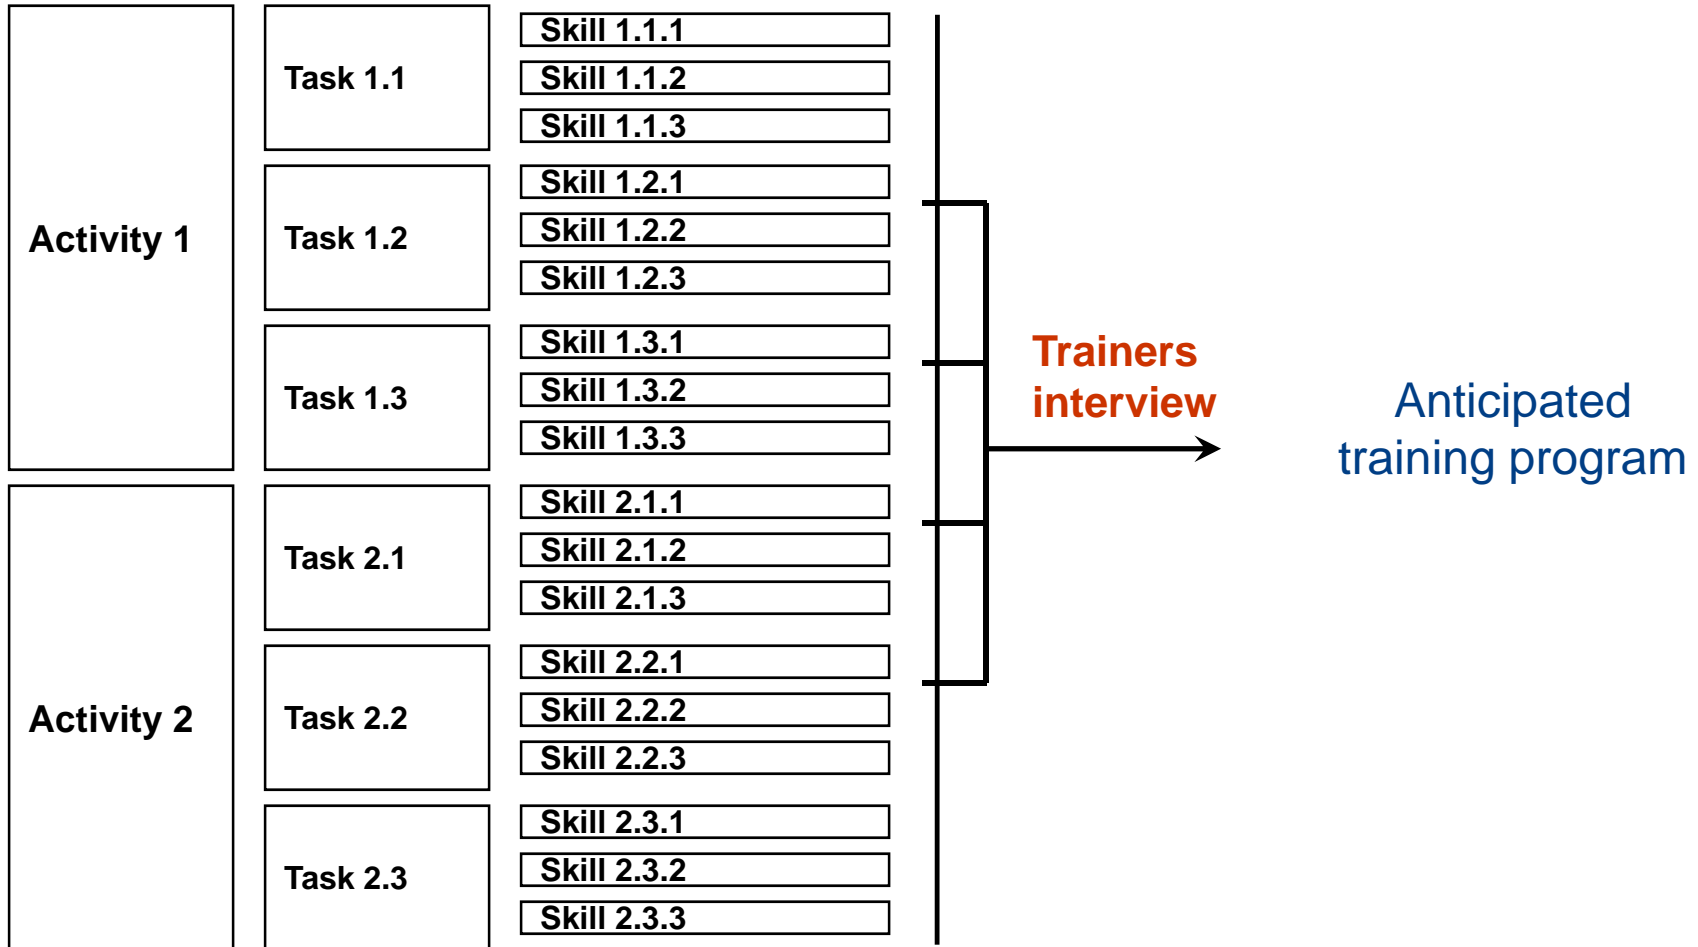 Activity 1
Task 1.1
Skill 1.1.1
Skill 1.1.2
Skill 1.1.3
Task 1.2
Skill 1.2.1
Skill 1.2.2
Skill 1.2.3
Task 1.3
Skill 1.3.1
Skill 1.3.2
Skill 1.3.3
Activity 2
Task 2.1
Skill 2.1.1
Skill 2.1.2
Skill 2.1.3
Task 2.2
Skill 2.2.1
Skill 2.2.2
Skill 2.2.3
Task 2.3
Skill 2.3.1
Skill 2.3.2
Skill 2.3.3
Trainers
interview
Anticipated
training program